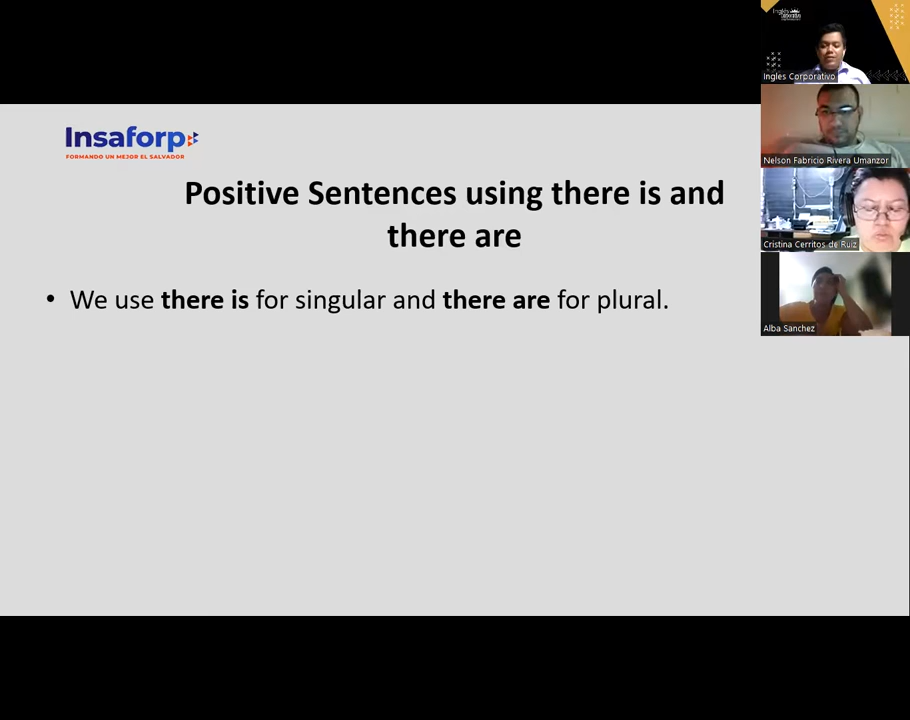 Insaforp
FORMANDO UN MEJOR EL SALVADOR
Positive Sentences using there is and
there are
• We use there is for singular and there are for plural.
Ingles Corporativo
Nelson Fabricio Rivera Umanzor
Cristina Cerritos de Ruiz
Alba Sanchez